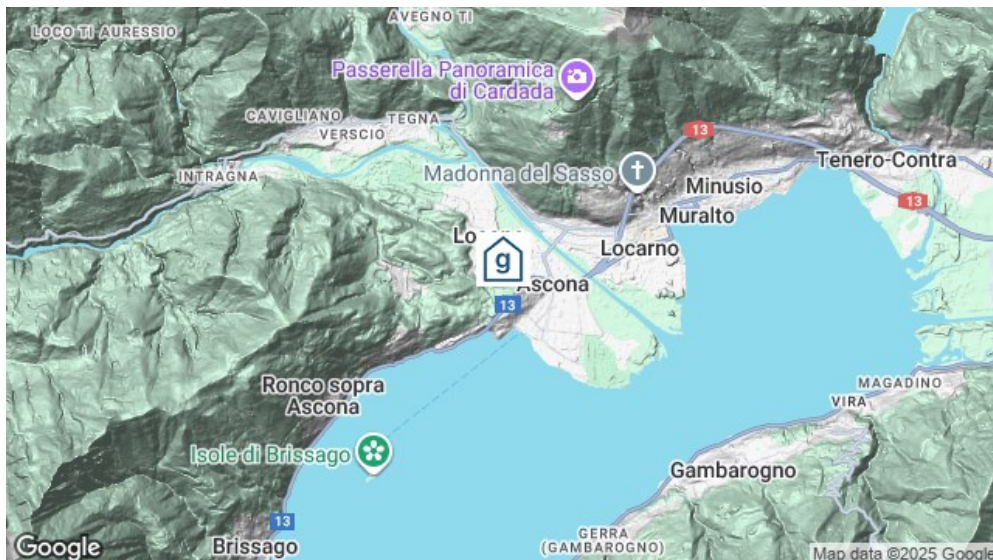 AVEGNO TI
LOCO TI AURESSIO
Passerella Panoramica
di Cardada
CAVIGLIANO
TEGNA
VERSCIO
13
Madonna del Sasso
Tenero-Contra
INTRAGNA
Minusio
13
Muralto
Locarno
g
Ascona
13
Ronco sopra
Ascona
MAGADINO
VIRA
Isole di Brissago
Gambarogno
13
Brissago
GERRA
(GAMBAROGNO)
Google
Map data ©2025 Google